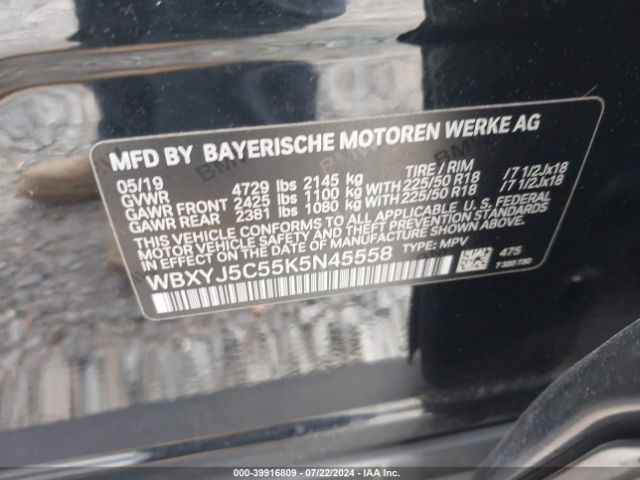 MFD BY BAYERISCHE MOTOREN WERKE AG
05/19 TIRE / RIM
GVWR 4729 lbs 2145 kg
GAWR FRONT 2425 lbs 1100 kg WITH 225/50 R18 /7 1/2Jx18
GAWR REAR 2381 lbs 1080 kg WITH 225/50 R18 /7 1/2Jx18
THIS VEHICLE CONFORMS TO ALL APPLICABLE U. S. FEDERAL
MOTOR VEHICLE SAFETY AND THEFT PREVENTION STANDARDS
IN EFFECT ON THE DATE OF MANUFACTURE SHOWN ABOVE.
WBXYJ5C55K5N45558 TYPE: MPV 475
000-39916809 / 07/22/2024 / IAA Inc.